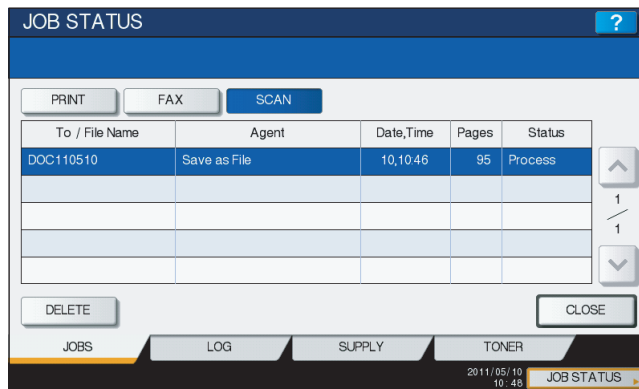 JOB STATUS ?
PRINT FAX SCAN
To / File Name Agent Date,Time Pages Status
DOC110510 Save as File 10,10:46 95 Process
1
1
DELETE CLOSE
JOBS LOG SUPPLY TONER
2011/05/10
10:48 JOB STATUS